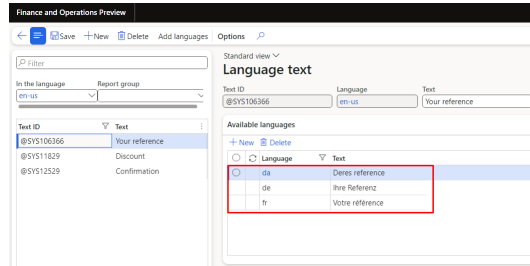 Finance and Operations Preview
Save New Delete Add languages Options
Filter
In the language Report group
en-us
Text ID Text
@SYS106366 Your reference
@SYS11829 Discount
@SYS12529 Confirmation
Standard view
Language text
Text ID Language Text
@SYS106366 en-us Your reference
Available languages
New Delete
Language Text
da Deres reference
de Ihre Referenz
fr Votre référence